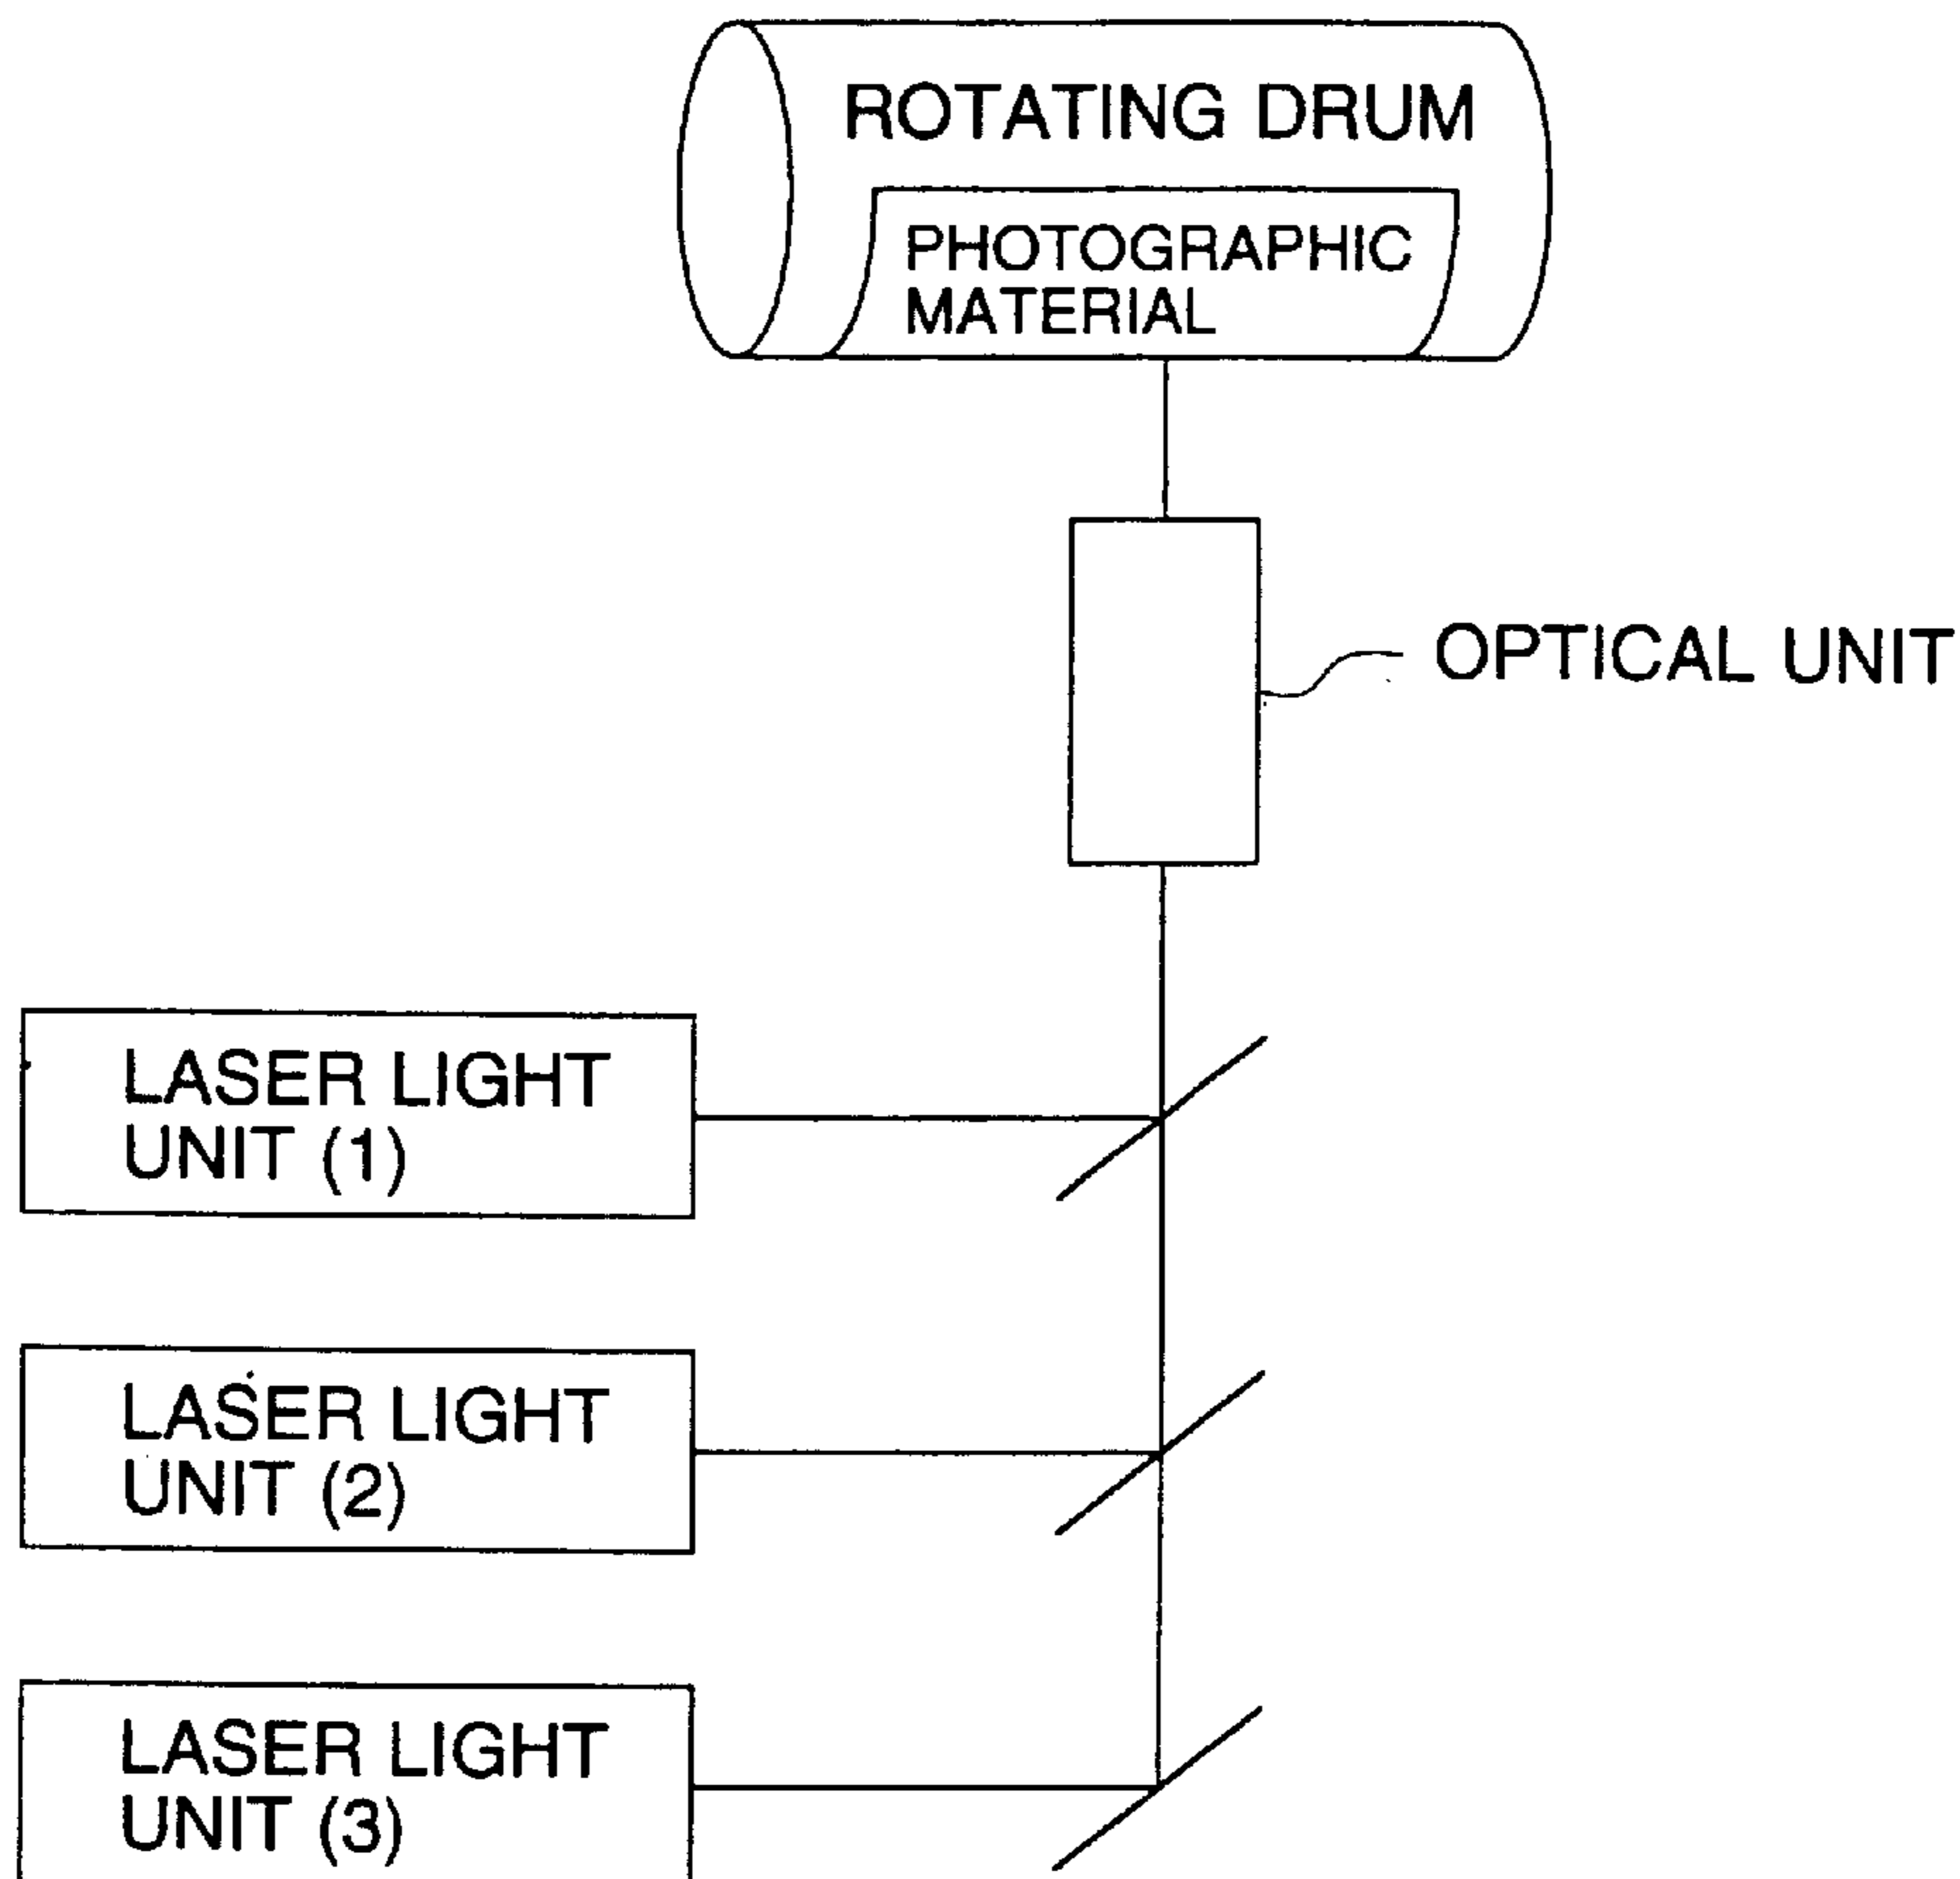 ROTATING DRUM
PHOTOGRAPHIC
MATERIAL
OPTICAL UNIT
LASER LIGHT
UNIT (1)
LASER LIGHT
UNIT (2)
LASER LIGHT
UNIT (3)